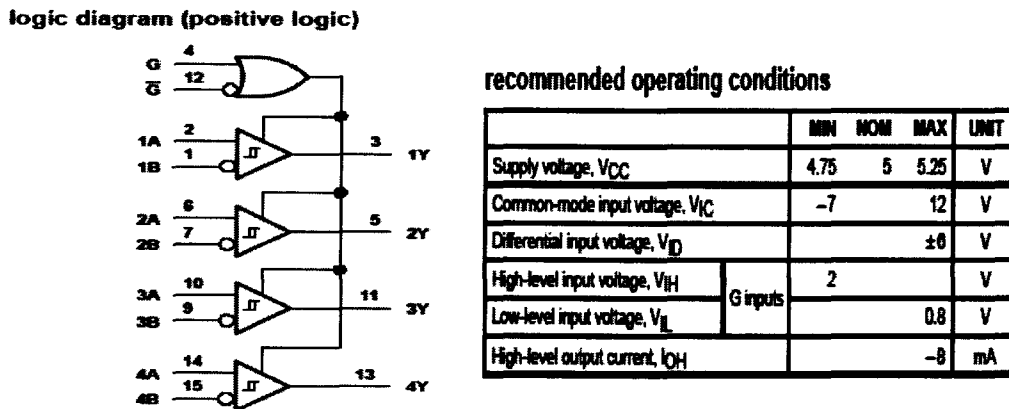 logic diagram (positive logic)
G 4
G̅ 12
1A 2
1B 1
3 1Y
2A 6
2B 7
5 2Y
3A 10
3B 9
11 3Y
4A 14
4B 15
13 4Y
recommended operating conditions
MIN NOM MAX UNIT
Supply voltage, VCC 4.75 5 5.25 V
Common-mode input voltage, VIC –7 12 V
Differential input voltage, VID ±6 V
High-level input voltage, VIH 2 V
G inputs
Low-level input voltage, VIL 0.8 V
High-level output current, IOH –8 mA